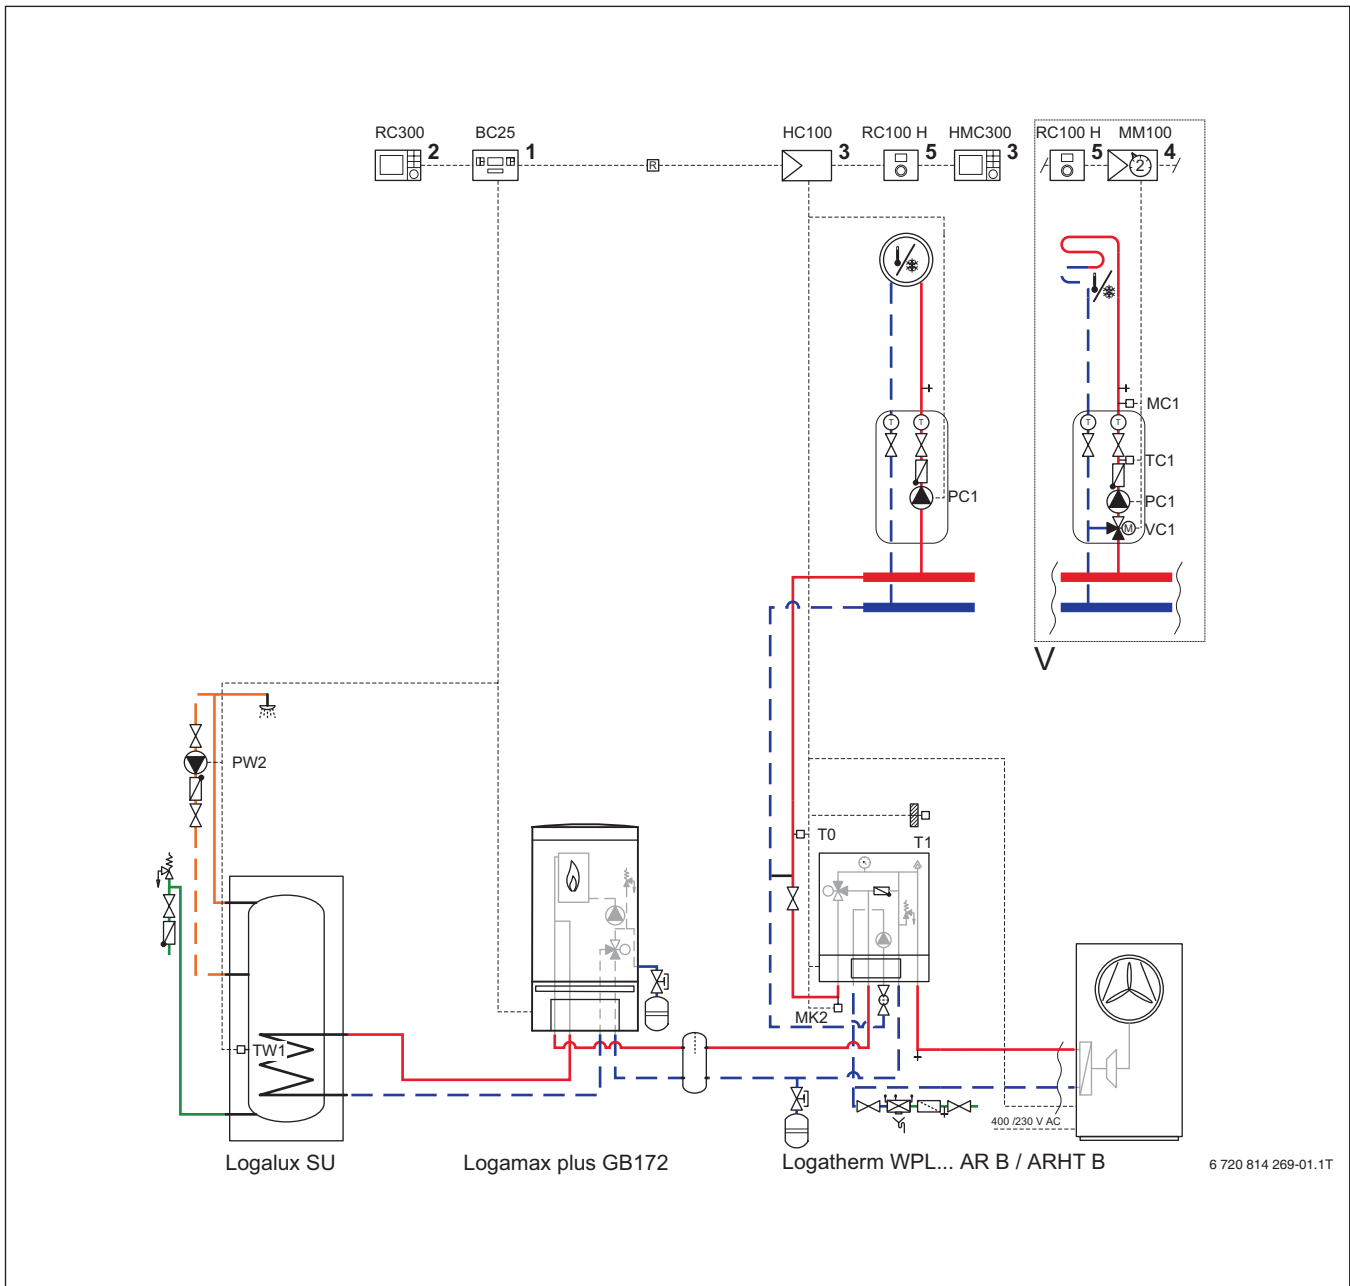 RC300 BC25 HC100 RC100 H HMC300 RC100 H MM100
2 1 3 5 3 5 4
R
2
MC1
T T T T
TC1
PC1 PC1
M VC1
V
PW2
T0
T1
MK2
TW1
400 /230 V AC
Logalux SU Logamax plus GB172 Logatherm WPL... AR B / ARHT B
6 720 814 269-01.1T